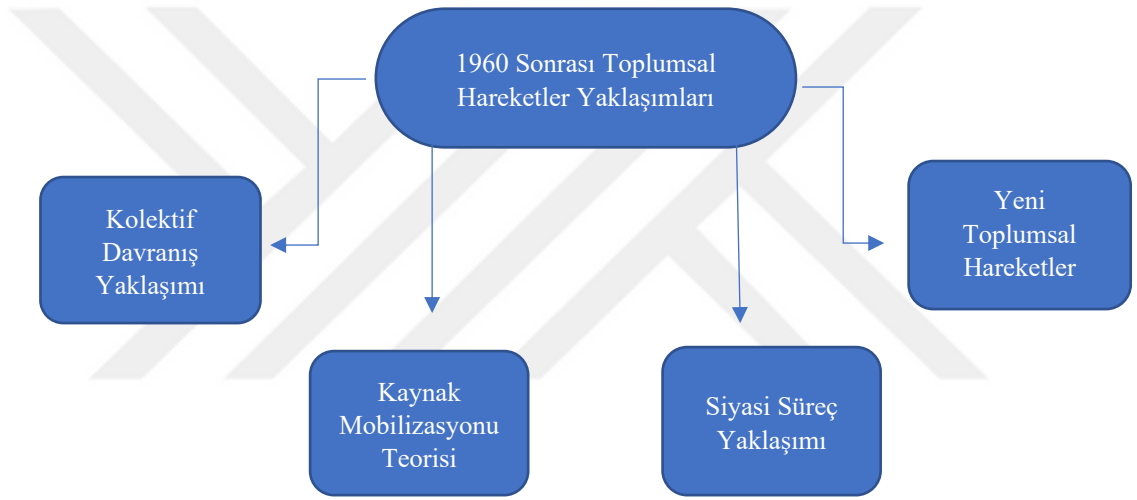 1960 Sonrası Toplumsal
Hareketler Yaklaşımları
Kolektif
Davranış
Yaklaşımı
Kaynak
Mobilizasyonu
Teorisi
Siyasi Süreç
Yaklaşımı
Yeni
Toplumsal
Hareketler